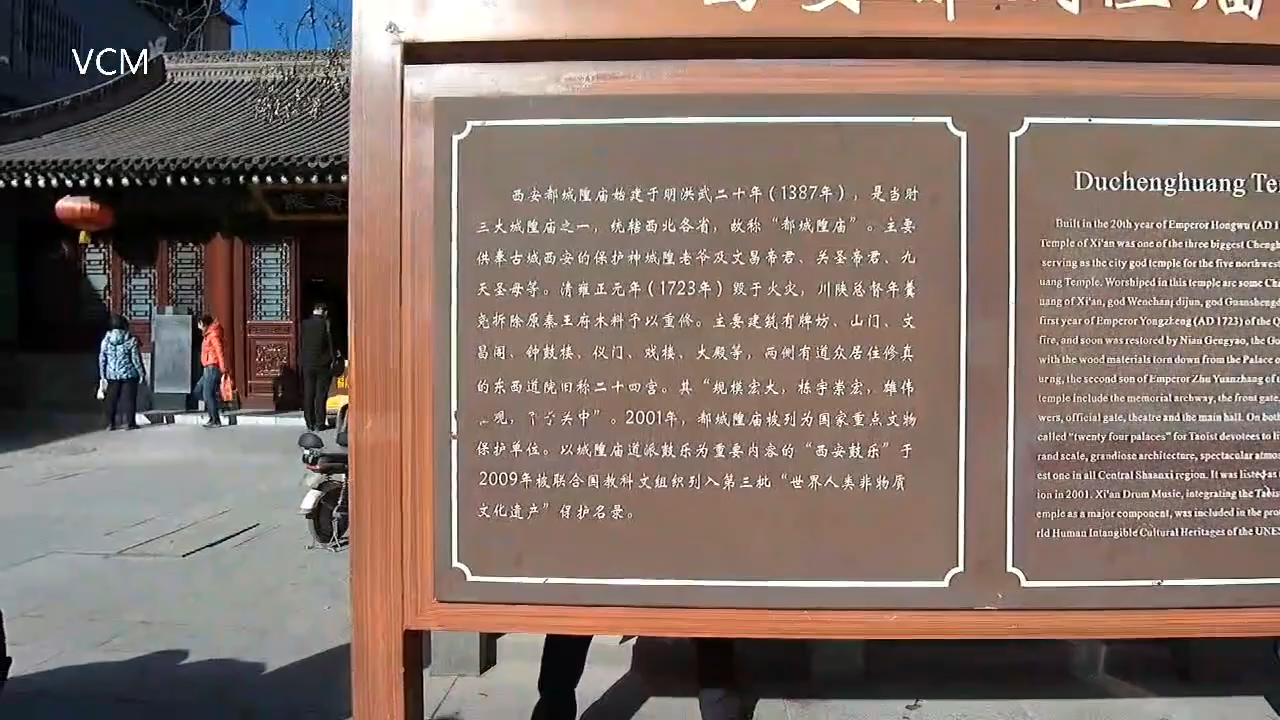 VCM
西安都城隍庙
西安都城隍庙始建于明洪武二十年（1387年），是当时
三大城隍庙之一，统辖西北各省，故称“都城隍庙”。主要
供奉古城西安的保护神城隍老爷及文昌帝君、关圣帝君、九
天圣母等。清雍正元年（1723年）毁于火灾，川陕总督年羹
尧拆除原秦王府木料予以重修。主要建筑有牌坊、山门、文
昌阁、钟鼓楼、仪门、戏楼、大殿等，两侧有道众居住修真
的东西道院旧称二十四宫。其“规模宏大，栋宇崇宏，雄伟
观，关中”。2001年，都城隍庙被列为国家重点文物
保护单位。以城隍庙道派鼓乐为重要内容的“西安鼓乐”于
2009年被联合国教科文组织列入第三批“世界人类非物质
文化遗产”保护名录。
Duchenghuang
Built in the 20th year of Emperor Hongwu (AD
Temple of Xi'an was one of the three biggest
serving as the city god temple for the five
uang Temple. Worshiped in this temple are some
uang of Xi'an, god Wenchang dijun, god
first year of Emperor Yongzheng (AD 1723) of the
fire, and soon was restored by Nian Gengyao, the
with the wood materials torn down from the Palace
urng, the second son of Emperor Zhu Yuanzhang of
temple include the memorial archway, the front gate,
wers, official gate, theatre and the main hall. On
called "twenty four palaces" for Taoist devotees to
rand scale, grandiose architecture, spectacular
est one in all Central Shaanxi region. It was listed
ion in 2001. Xi'an Drum Music, integrating the
emple as a major component, was included in the
rld Human Intangible Cultural Heritages of the